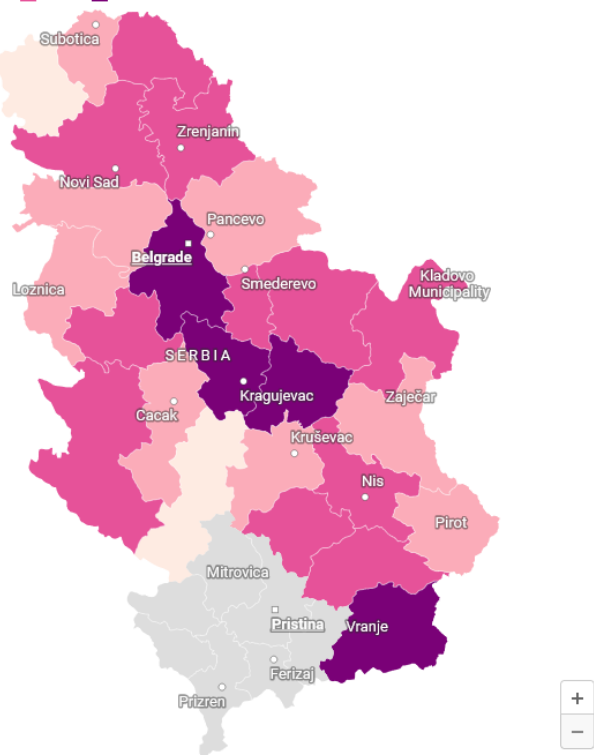 Subotica
Zrenjanin
Novi Sad
Pancevo
Belgrade
Loznica
Smederevo
Kladovo
Municipality
SERBIA
Kragujevac
Cacak
Zaječar
Kruševac
Nis
Pirot
Mitrovica
Pristina
Vranje
Ferizaj
Prizren
+
−